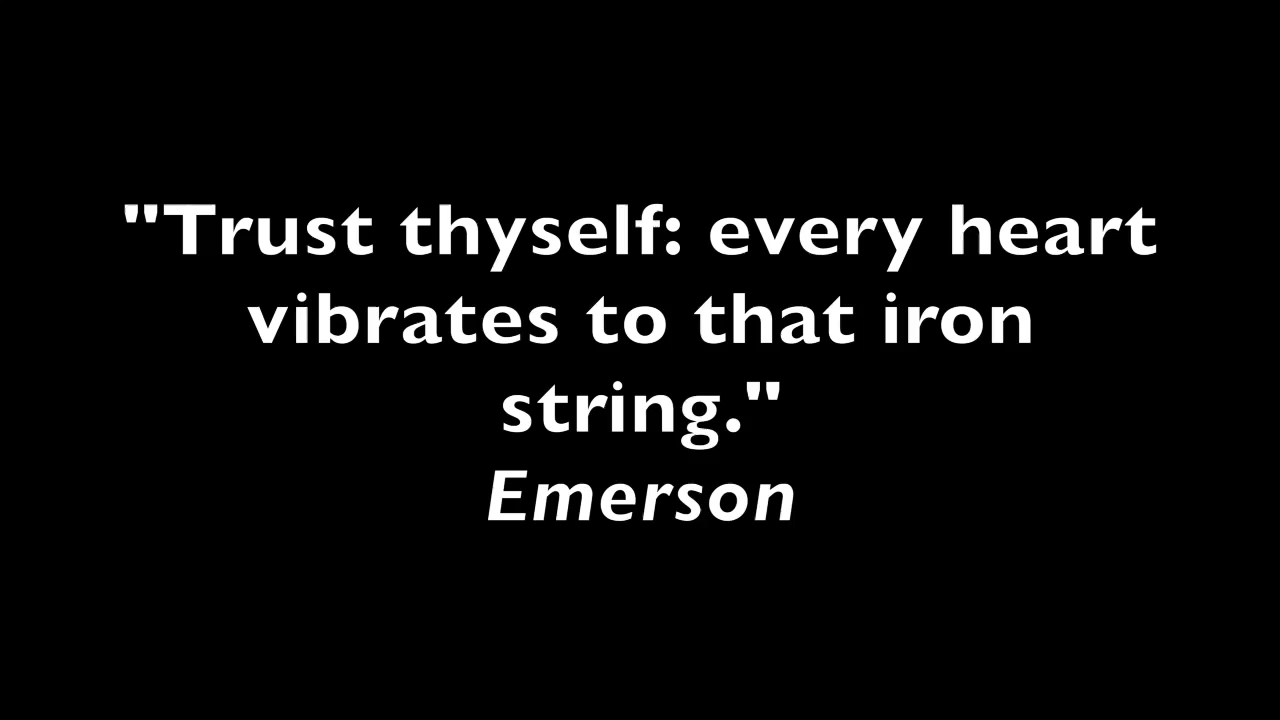 "Trust thyself: every heart
vibrates to that iron
string."
Emerson